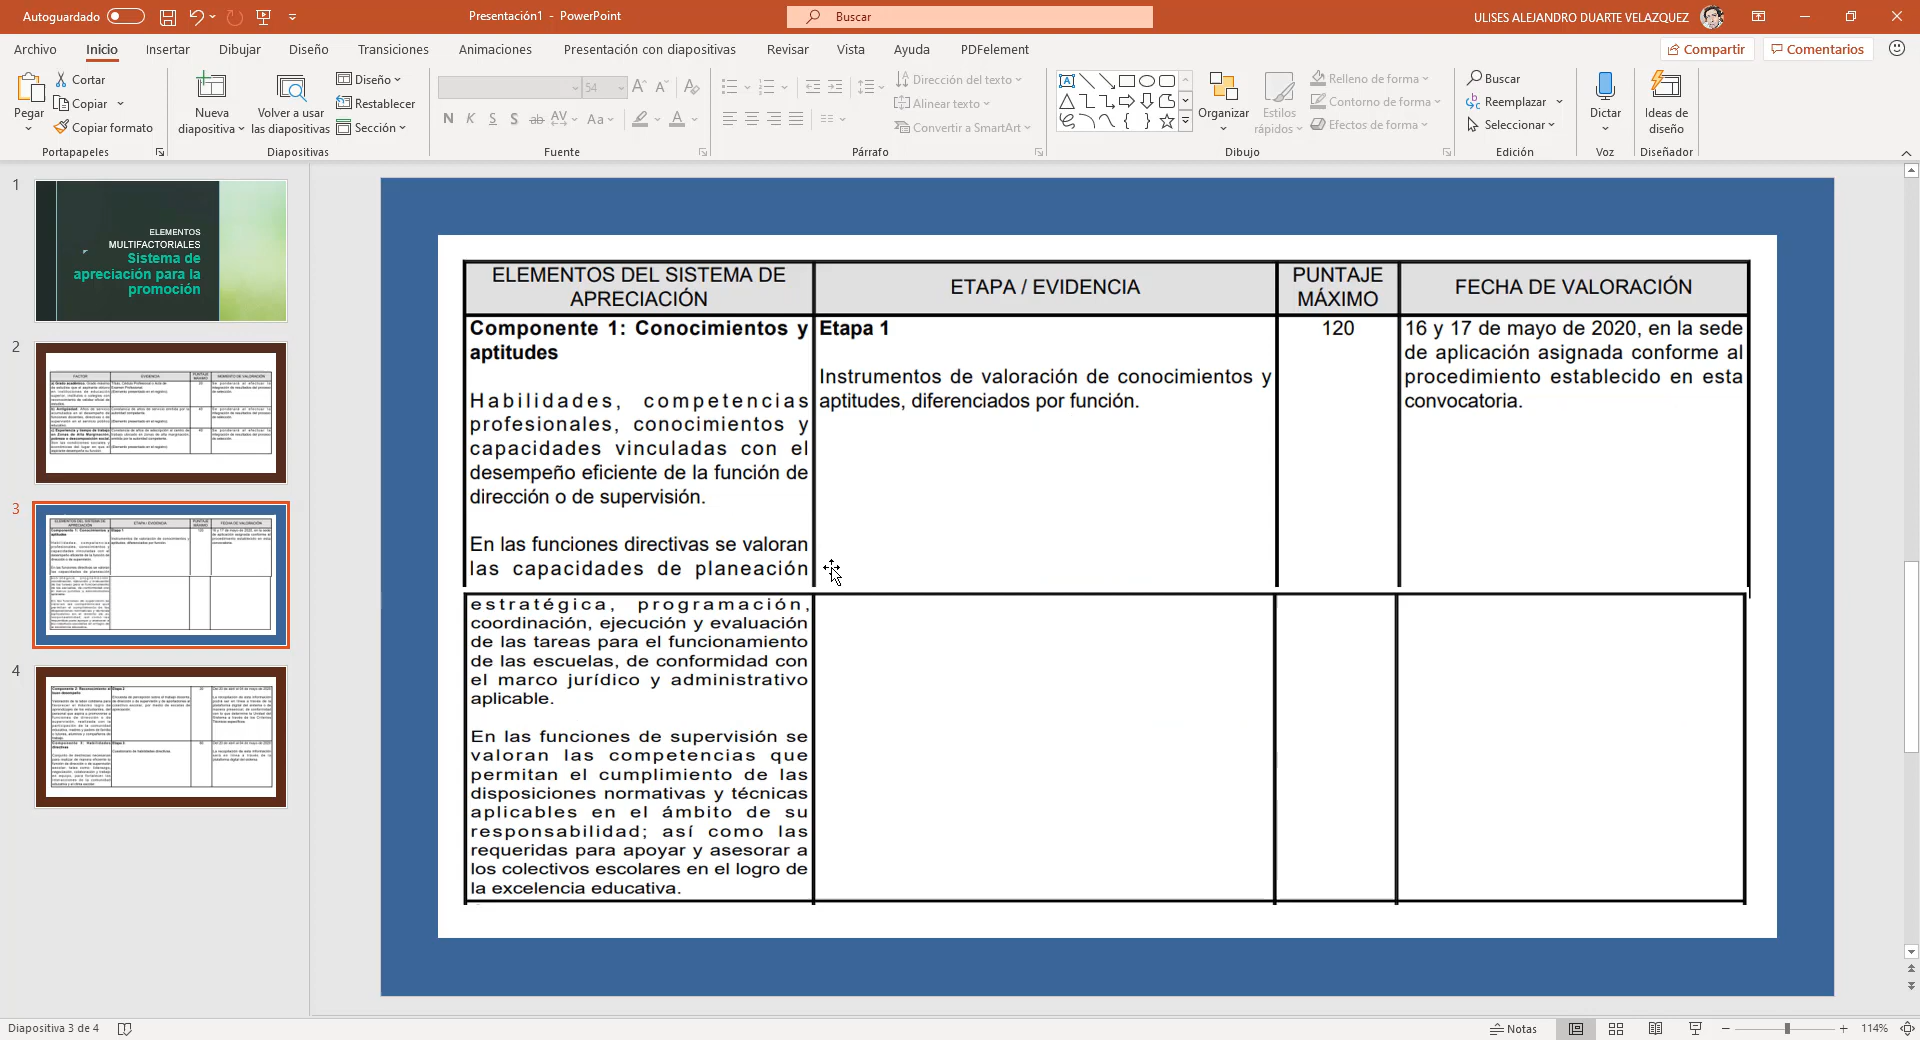 Autoguardado
Presentación1 - PowerPoint
Buscar
ULISES ALEJANDRO DUARTE VELAZQUEZ
Archivo Inicio Insertar Dibujar Diseño Transiciones Animaciones Presentación con diapositivas Revisar Vista Ayuda PDFelement
Compartir Comentarios
Pegar
Cortar
Copiar
Copiar formato
Portapapeles
Nueva diapositiva
Volver a usar las diapositivas
Diseño
Restablecer
Sección
Diapositivas
54
N K S S ab AV Aa A
Fuente
Dirección del texto
Alinear texto
Convertir a SmartArt
Párrafo
Organizar
Estilos rápidos
Relleno de forma
Contorno de forma
Efectos de forma
Dibujo
Buscar
Reemplazar
Seleccionar
Edición
Dictar
Voz
Ideas de diseño
Diseñador
1
ELEMENTOS
MULTIFACTORIALES
Sistema de
apreciación para la
promoción
2
3
4
ELEMENTOS DEL SISTEMA DE
APRECIACIÓN
ETAPA / EVIDENCIA
PUNTAJE
MÁXIMO
FECHA DE VALORACIÓN
Componente 1: Conocimientos y
aptitudes
Habilidades, competencias
profesionales, conocimientos y
capacidades vinculadas con el
desempeño eficiente de la función de
dirección o de supervisión.
En las funciones directivas se valoran
las capacidades de planeación
Etapa 1
Instrumentos de valoración de conocimientos y
aptitudes, diferenciados por función.
120
16 y 17 de mayo de 2020, en la sede
de aplicación asignada conforme al
procedimiento establecido en esta
convocatoria.
estratégica, programación,
coordinación, ejecución y evaluación
de las tareas para el funcionamiento
de las escuelas, de conformidad con
el marco jurídico y administrativo
aplicable.
En las funciones de supervisión se
valoran las competencias que
permitan el cumplimiento de las
disposiciones normativas y técnicas
aplicables en el ámbito de su
responsabilidad; así como las
requeridas para apoyar y asesorar a
los colectivos escolares en el logro de
la excelencia educativa.
Diapositiva 3 de 4
Notas
114%